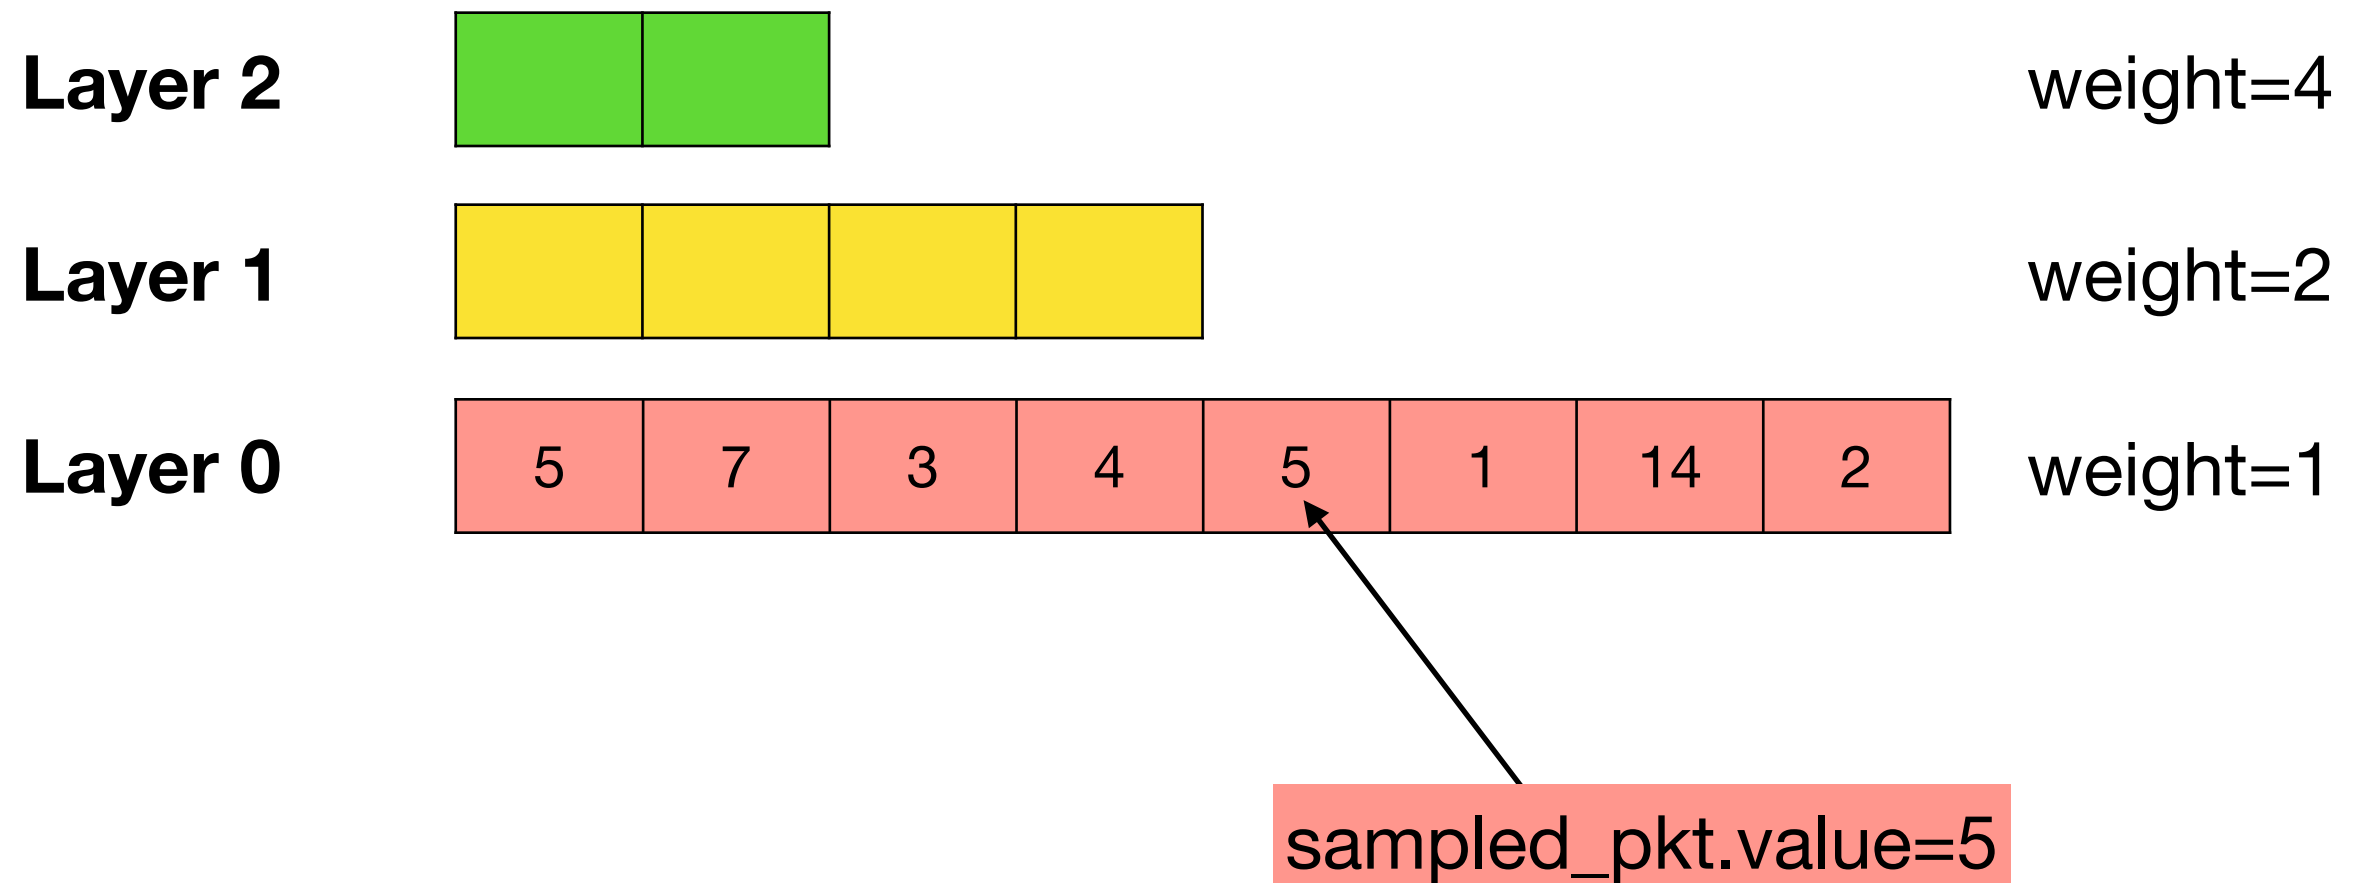 Layer 2 weight=4
Layer 1 weight=2
Layer 0 5 7 3 4 5 1 14 2 weight=1
sampled_pkt.value=5